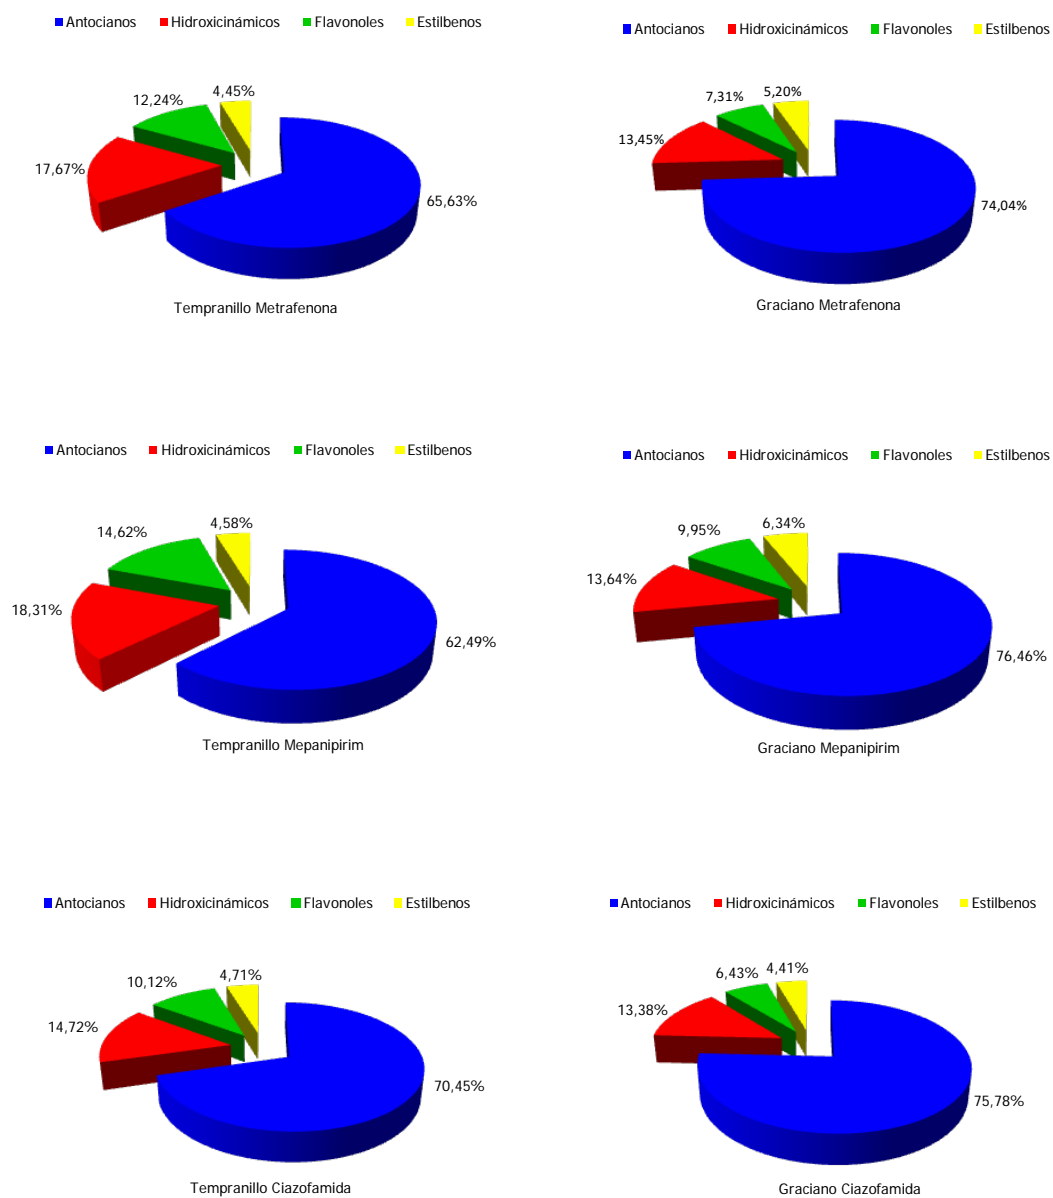 Antocianos Hidroxicinámicos Flavonoles Estilbenos
4,45%
12,24%
17,67%
65,63%
Tempranillo Metrafenona
Antocianos Hidroxicinámicos Flavonoles Estilbenos
5,20%
7,31%
13,45%
74,04%
Graciano Metrafenona
Antocianos Hidroxicinámicos Flavonoles Estilbenos
4,58%
14,62%
18,31%
62,49%
Tempranillo Mepanipirim
Antocianos Hidroxicinámicos Flavonoles Estilbenos
6,34%
9,95%
13,64%
76,46%
Graciano Mepanipirim
Antocianos Hidroxicinámicos Flavonoles Estilbenos
4,71%
10,12%
14,72%
70,45%
Tempranillo Ciazofamida
Antocianos Hidroxicinámicos Flavonoles Estilbenos
6,43% 4,41%
13,38%
75,78%
Graciano Ciazofamida